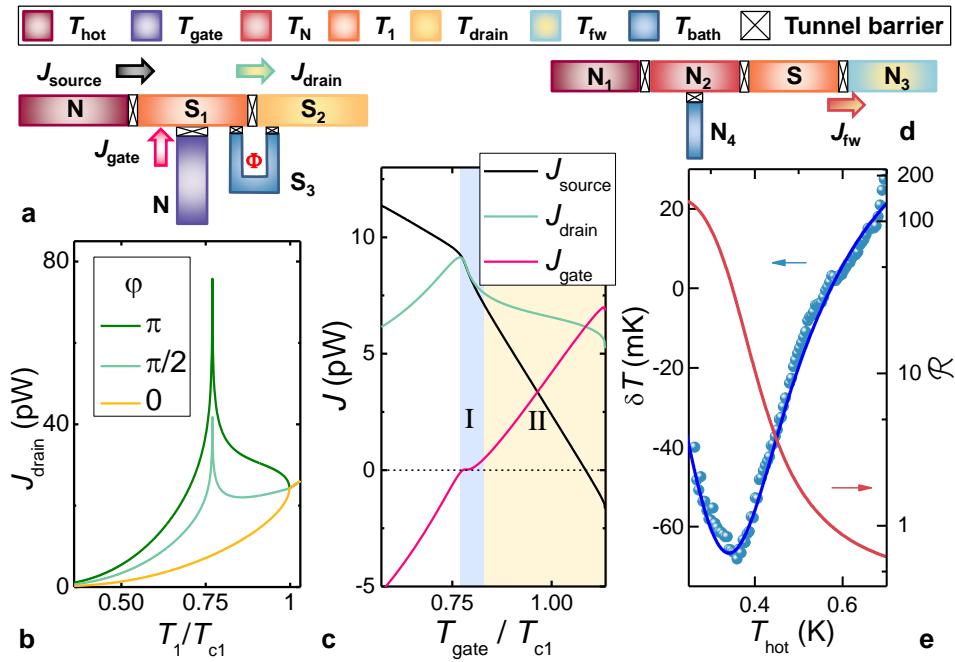 T_hot T_gate T_N T_1 T_drain T_fw T_bath Tunnel barrier
J_source J_drain
N S_1 S_2
J_gate
Φ
S_3
N
a
N_1 N_2 S N_3
N_4 J_fw d
80
40
0
J_drain (pW)
φ
π
π/2
0
0.50 0.75 1
T_1/T_c1
b
10
5
0
-5
J (pW)
J_source
J_drain
J_gate
I
II
0.75 1.00
T_gate / T_c1
c
20
0
-20
-40
-60
δT (mK)
200
100
10
1
ℛ
0.4 0.6
T_hot (K)
e